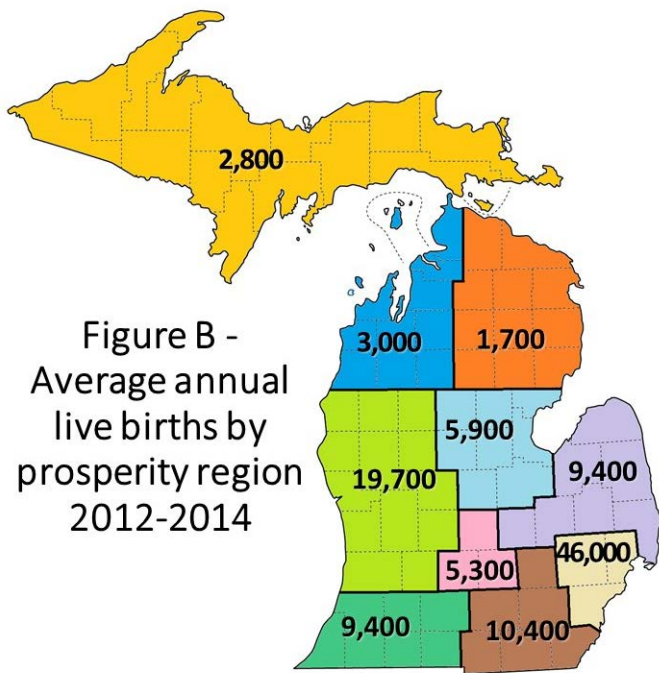 2,800
3,000
1,700
Figure B -
Average annual
live births by
prosperity region
2012-2014
5,900
19,700
9,400
46,000
5,300
9,400
10,400